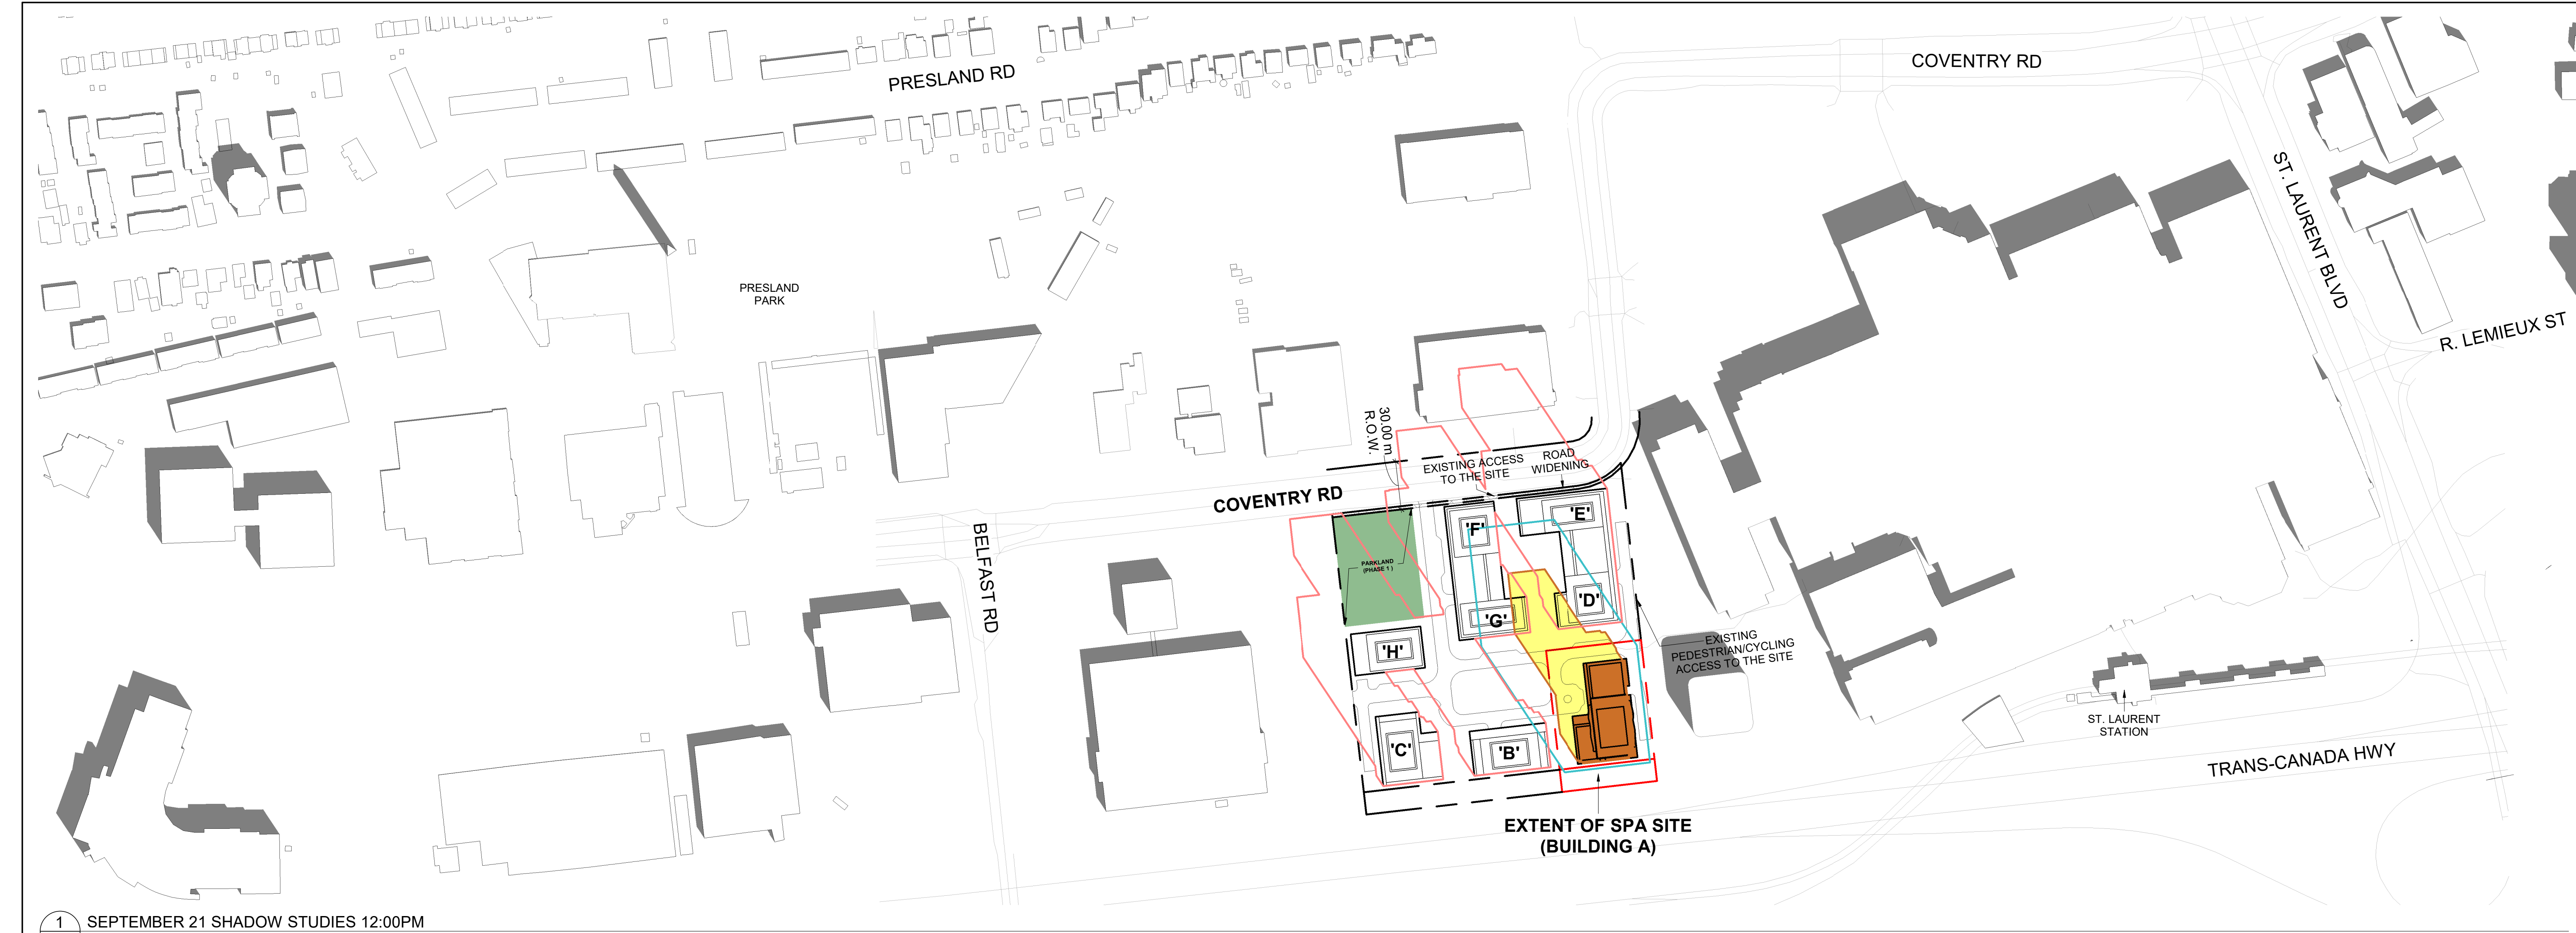 COVENTRY RD
PRESLAND RD
ST. LAURENT BLVD
PRESLAND
PARK
R. LEMIEUX ST
30.00 m
R.O.W.
EXISTING ACCESS
TO THE SITE
ROAD
WIDENING
COVENTRY RD
BELFAST RD
'F'
'E'
PARKLAND
(PHASE 1 )
'D'
'G'
'H'
EXISTING
PEDESTRIAN/CYCLING
ACCESS TO THE SITE
'C'
'B'
ST. LAURENT
STATION
TRANS-CANADA HWY
EXTENT OF SPA SITE
(BUILDING A)
1
SEPTEMBER 21 SHADOW STUDIES 12:00PM